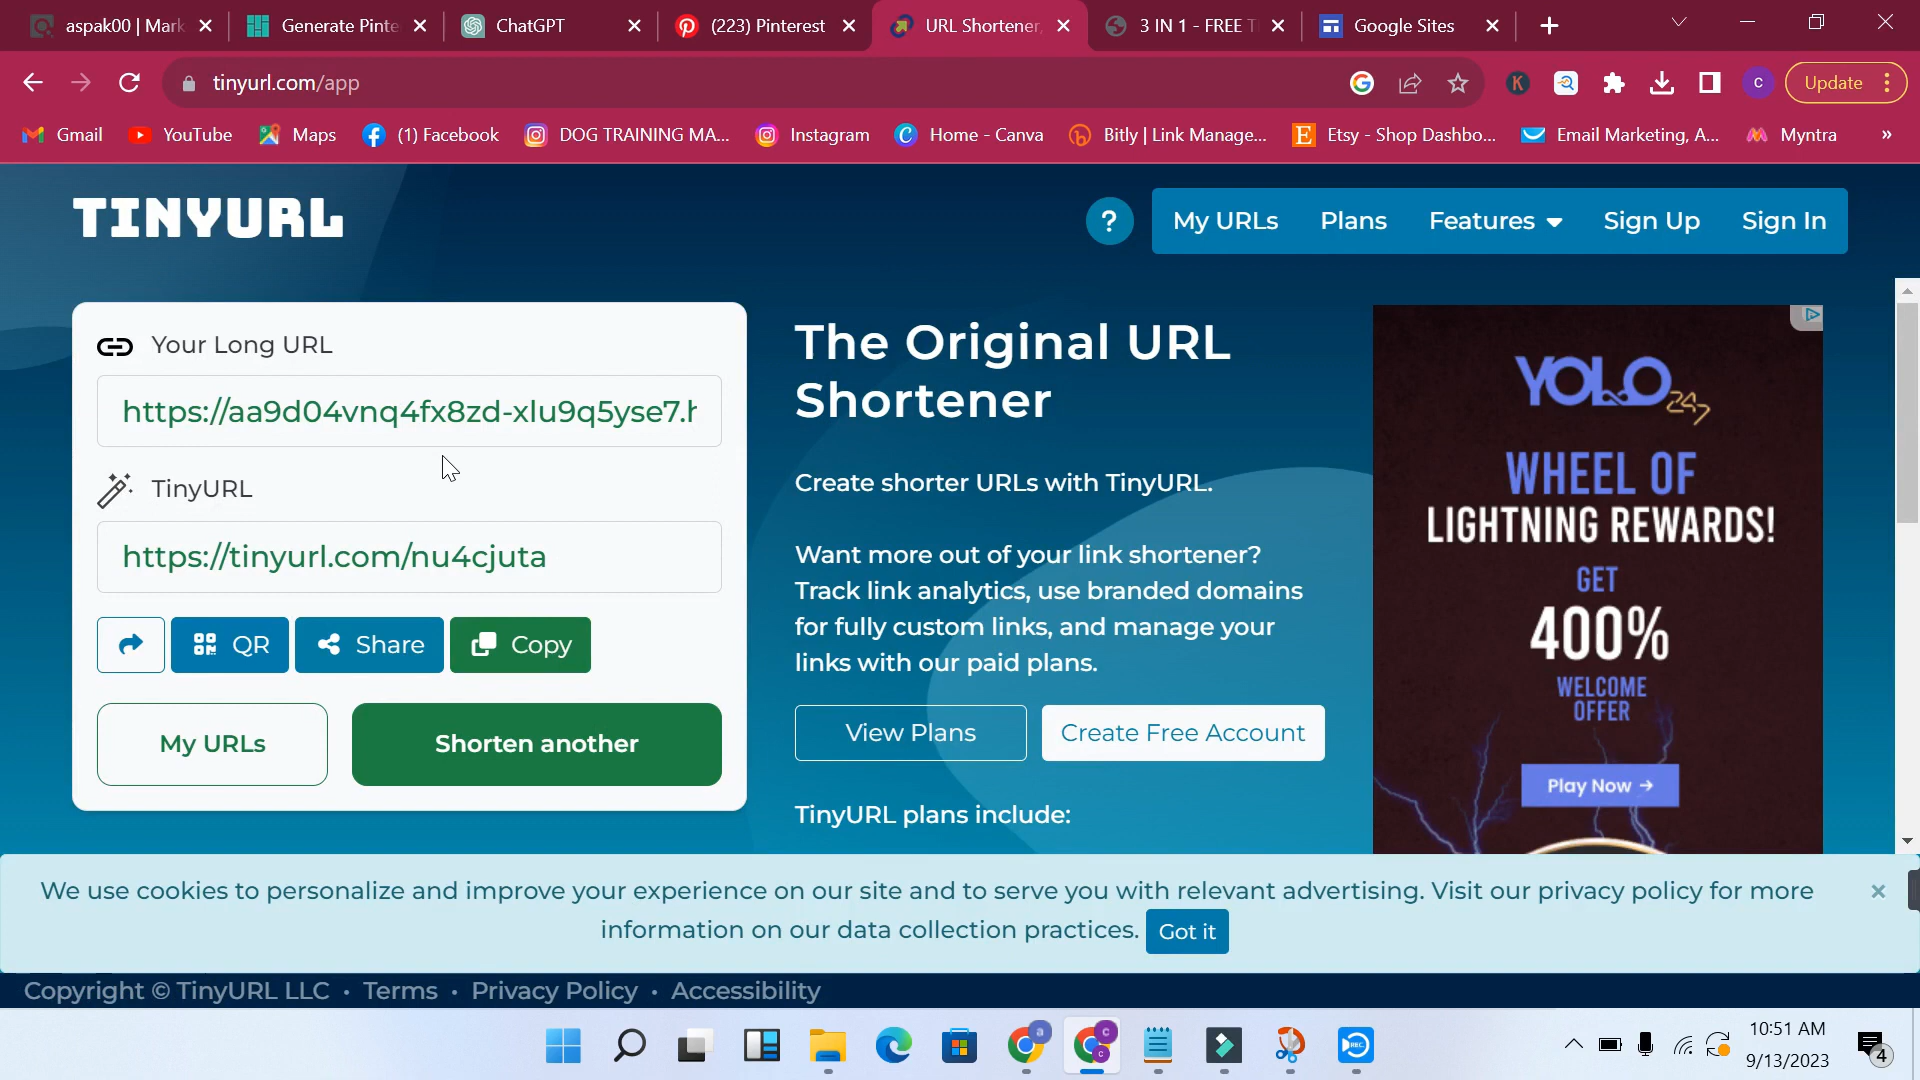 aspak00 | Mark
Generate Pinte
ChatGPT
(223) Pinterest
URL Shortener,
3 IN 1 - FREE T
Google Sites
tinyurl.com/app
K
c
Update
Gmail
YouTube
Maps
(1) Facebook
DOG TRAINING MA...
Instagram
Home - Canva
Bitly | Link Manage...
Etsy - Shop Dashbo...
Email Marketing, A...
Myntra
»
TINYURL
?
My URLs
Plans
Features
Sign Up
Sign In
Your Long URL
https://aa9d04vnq4fx8zd-xlu9q5yse7.h
TinyURL
https://tinyurl.com/nu4cjuta
QR
Share
Copy
My URLs
Shorten another
The Original URL
Shortener
Create shorter URLs with TinyURL.
Want more out of your link shortener?
Track link analytics, use branded domains
for fully custom links, and manage your
links with our paid plans.
View Plans
Create Free Account
TinyURL plans include:
YOLO
247
WHEEL OF
LIGHTNING REWARDS!
GET
400%
WELCOME
OFFER
Play Now →
We use cookies to personalize and improve your experience on our site and to serve you with relevant advertising. Visit our privacy policy for more
information on our data collection practices.
Got it
Copyright © TinyURL LLC • Terms • Privacy Policy • Accessibility
a
c
c
REC
10:51 AM
9/13/2023
4